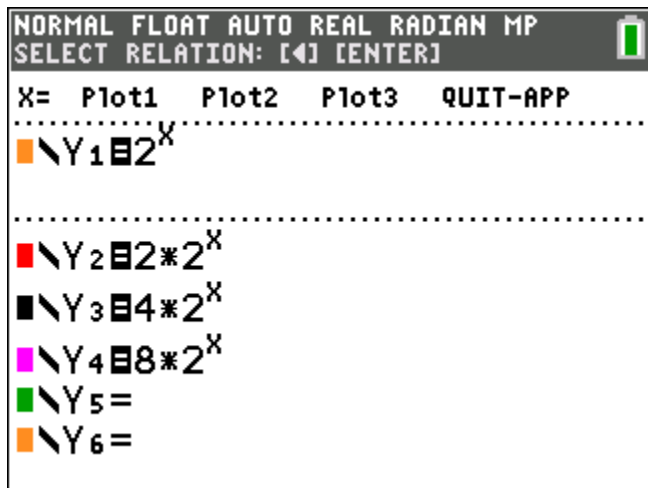 NORMAL FLOAT AUTO REAL RADIAN MP
SELECT RELATION: [◀] [ENTER]
X= Plot1 Plot2 Plot3 QUIT-APP
\Y₁=2^X
\Y₂=2*2^X
\Y₃=4*2^X
\Y₄=8*2^X
\Y₅=
\Y₆=